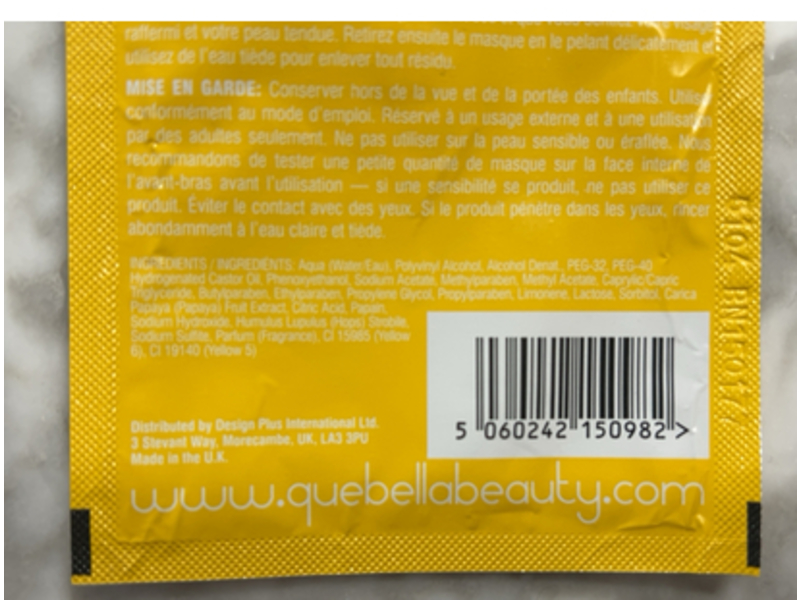 raffermi et votre peau tendue. Retirez ensuite le masque en le pelant délicatement et
utilisez de l'eau tiède pour enlever tout résidu.
MISE EN GARDE: Conserver hors de la vue et de la portée des enfants. Utiliser
conformément au mode d'emploi. Réservé à un usage externe et à une utilisation
par des adultes seulement. Ne pas utiliser sur la peau sensible ou éraflée. Nous
recommandons de tester une petite quantité de masque sur la face interne de
l'avant-bras avant l'utilisation — si une sensibilité se produit, ne pas utiliser ce
produit. Éviter le contact avec des yeux. Si le produit pénétre dans les yeux, rincer
abondamment à l'eau claire et tiède.
INGREDIENTS / INGRÉDIENTS: Aqua (Water/Eau), Polyvinyl Alcohol, Alcohol Denat., PEG-32, PEG-40
Hydrogenated Castor Oil, Phenoxyethanol, Sodium Acetate, Methylparaben, Methyl Acetate, Caprylic/Capric
Triglyceride, Butylparaben, Ethylparaben, Propylene Glycol, Propylparaben, Limonene, Lactose, Sorbitol, Carica
Papaya (Papaya) Fruit Extract, Citric Acid, Papain,
Sodium Hydroxide, Humulus Lupulus (Hops) Strobile,
Sodium Sulfite, Parfum (Fragrance), CI 15985 (Yellow
6), CI 19140 (Yellow 5)
Distributed by Design Plus International Ltd.
3 Stevant Way, Morecambe, UK, LA3 3PU
Made in the U.K.
5 060242 150982 >
www.quebellabeauty.com